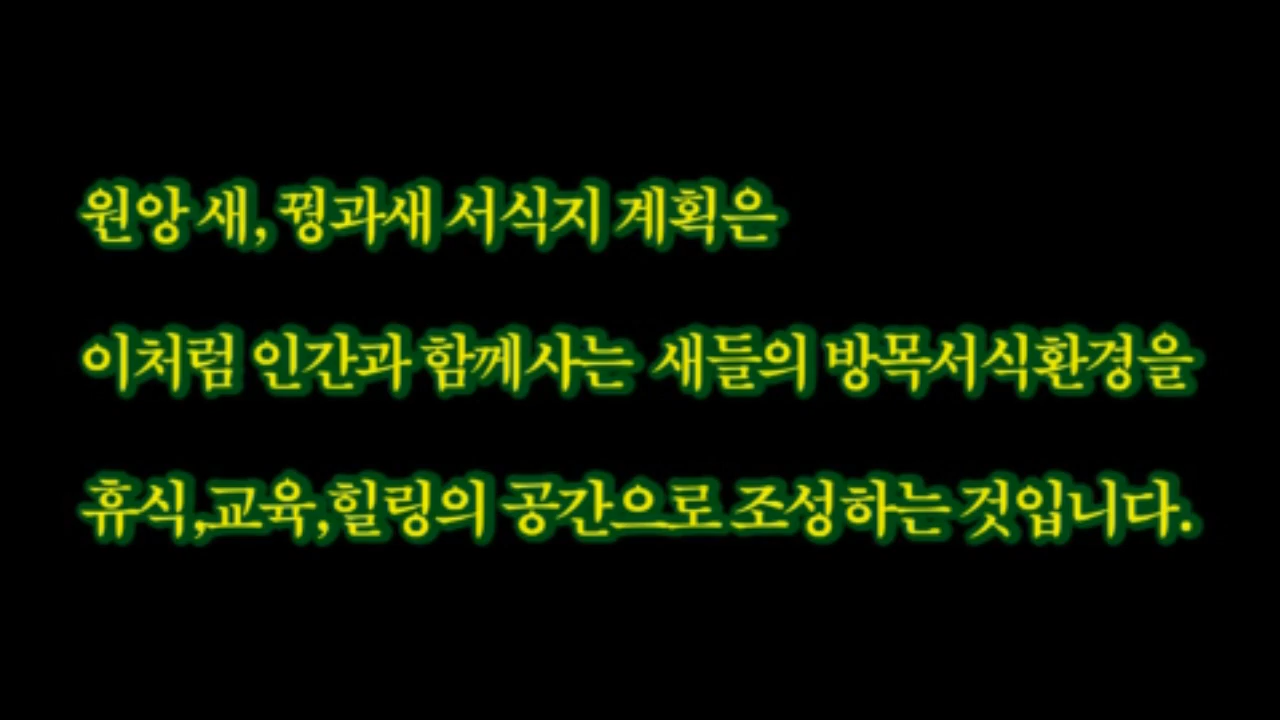 원앙 새, 꿩과새 서식지 계획은
이처럼 인간과 함께사는 새들의 방목서식환경을
휴식,교육,힐링의 공간으로 조성하는 것입니다.